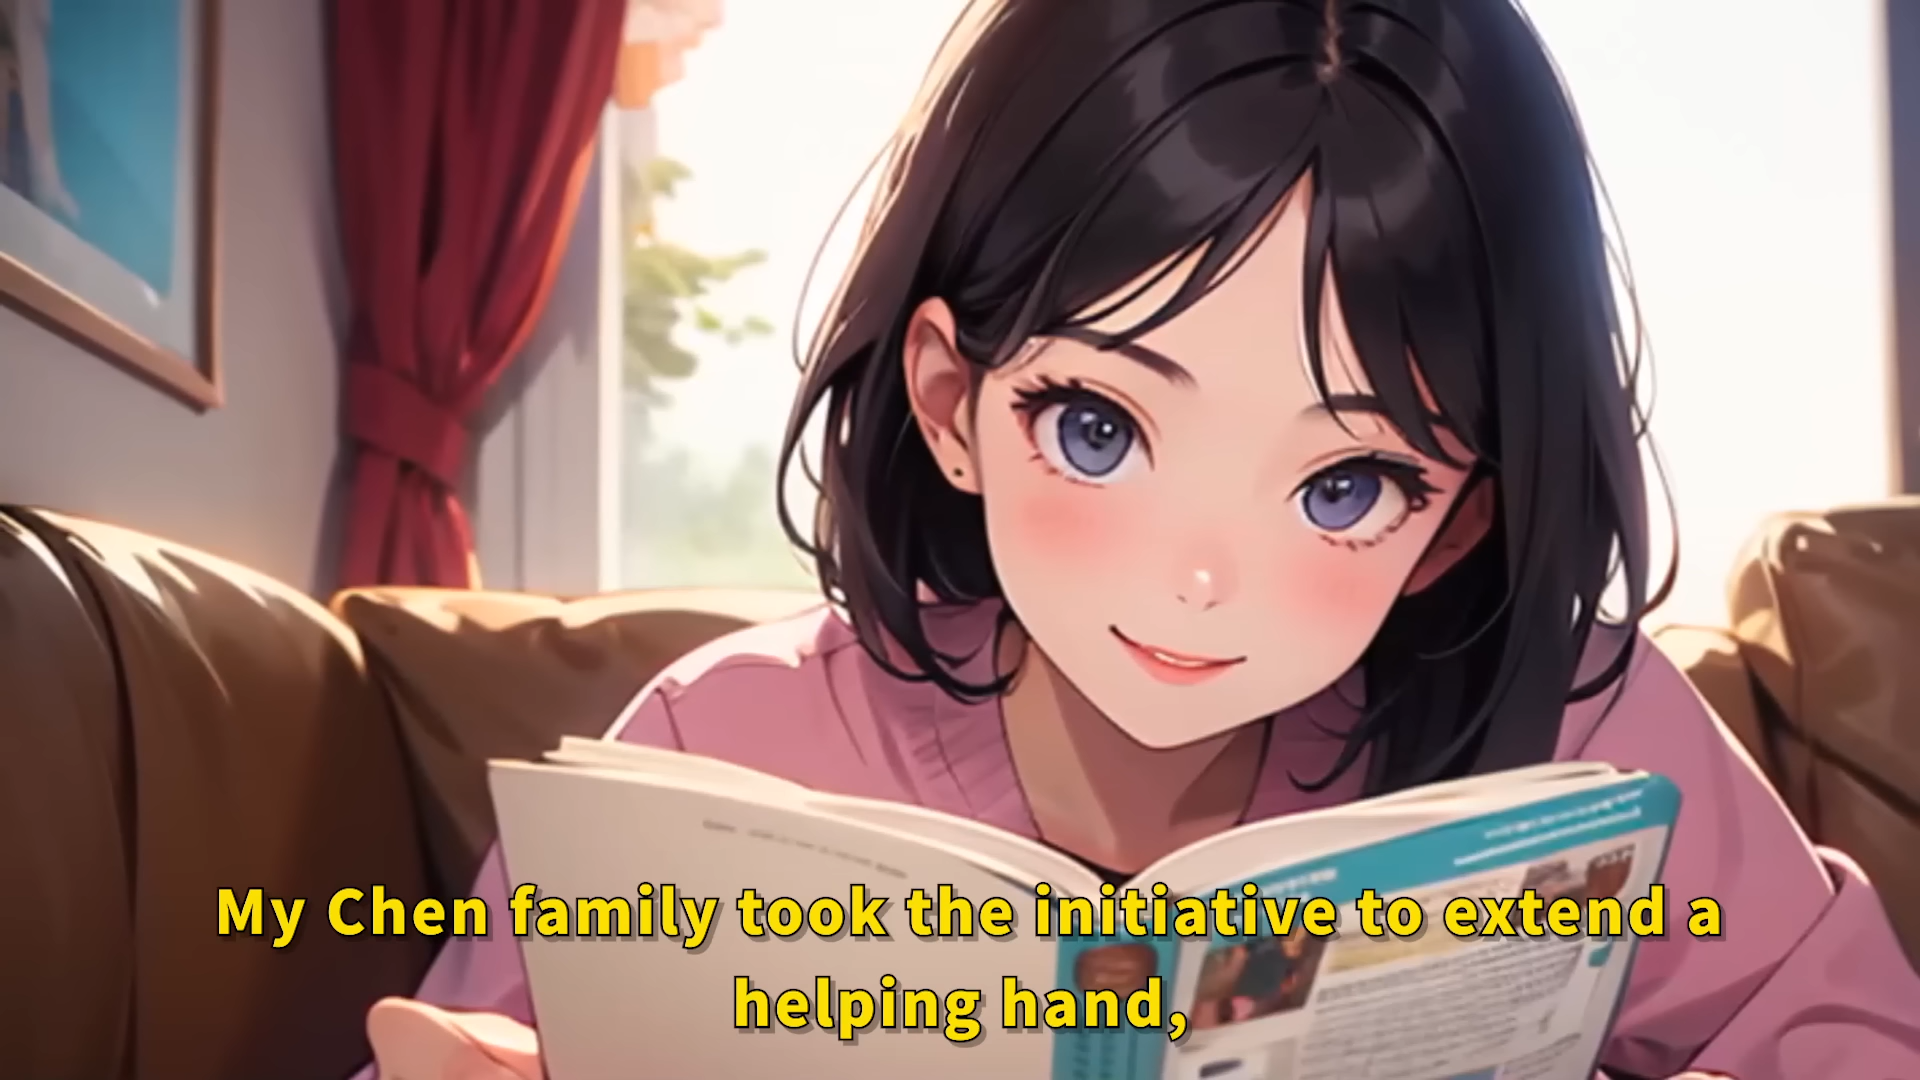 My Chen family took the initiative to extend a
helping hand,